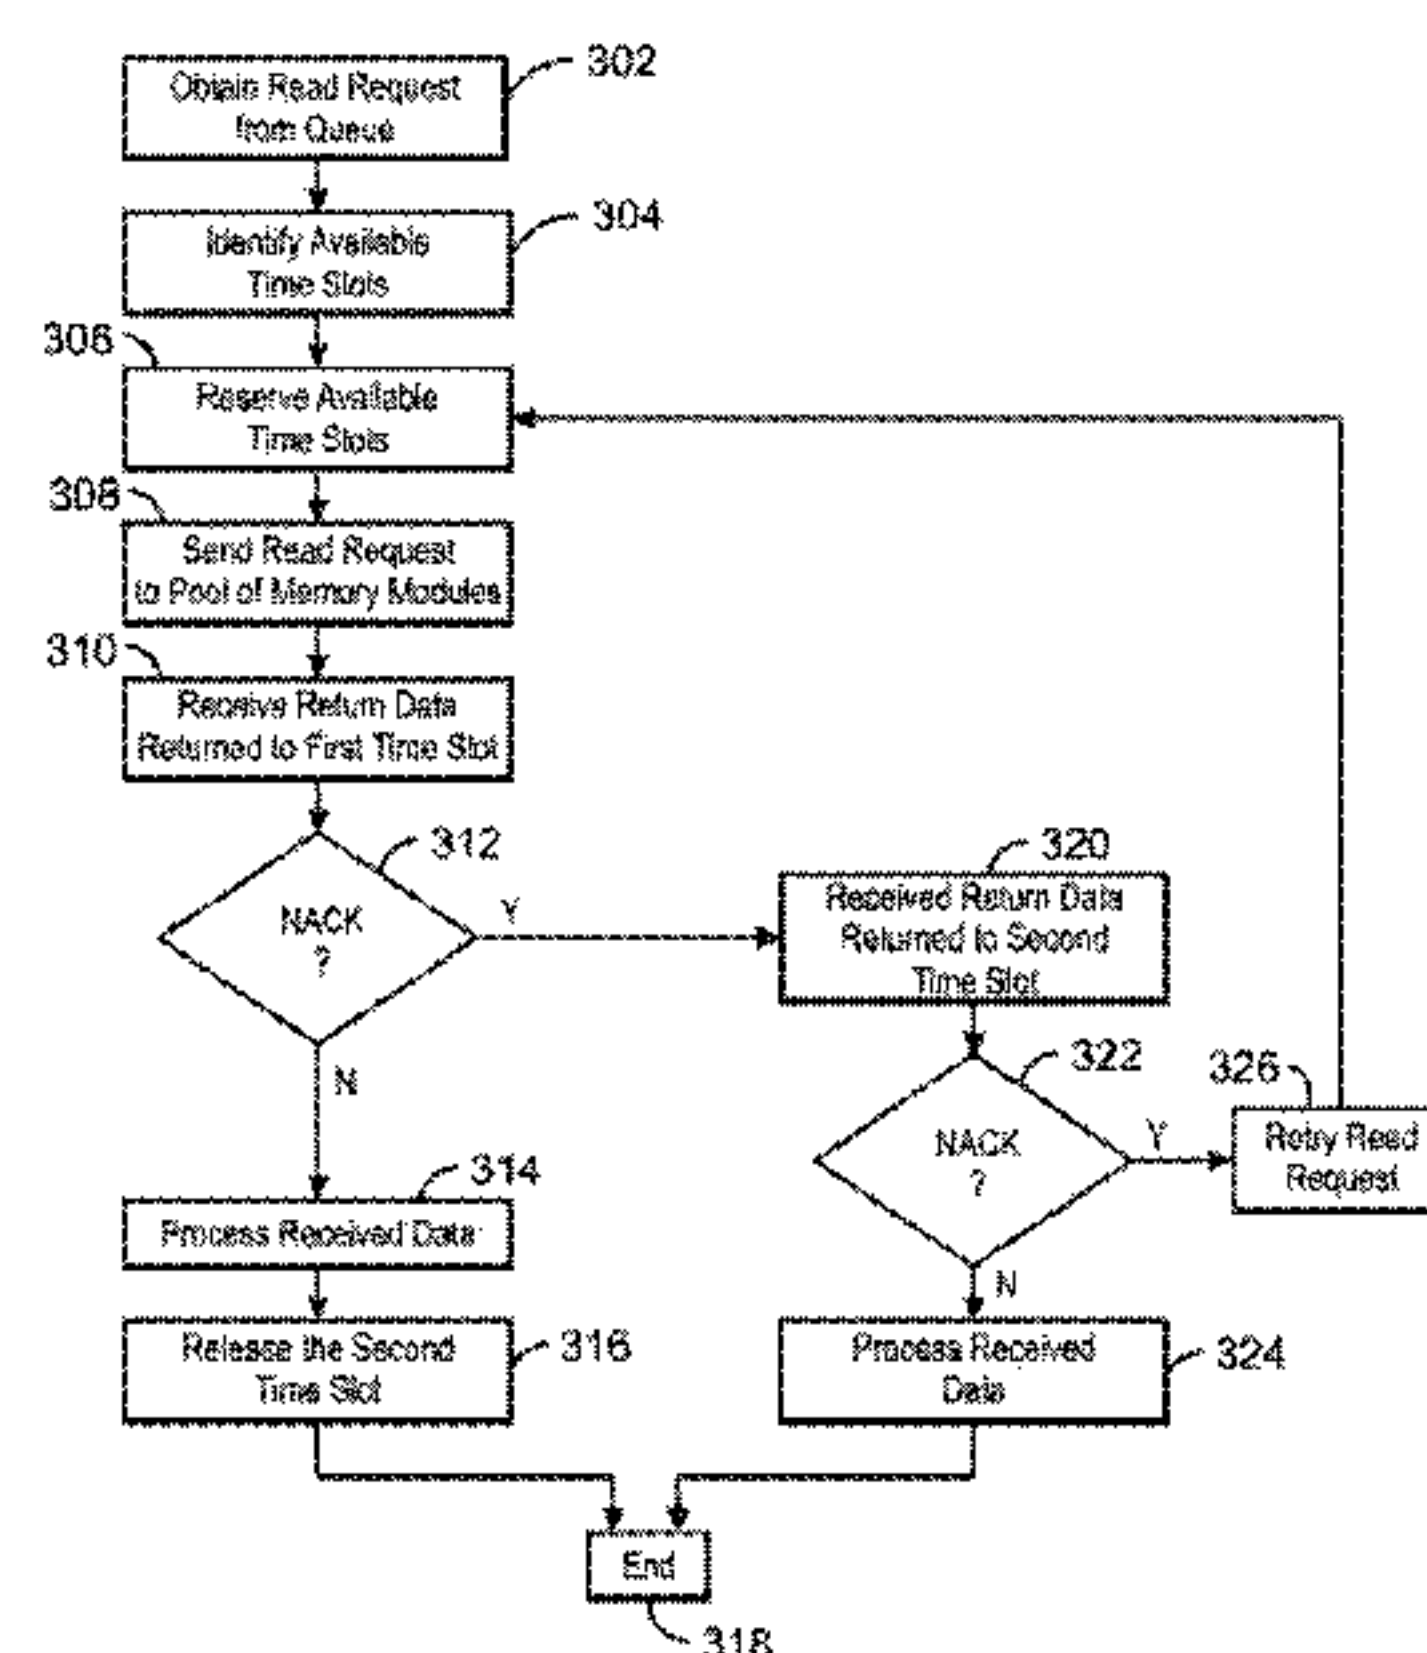 302
Obtain Read Request
from Queue
304
Identify Available
Time Slots
306
Reserve Available
Time Slots
308
Send Read Request
to Pool of Memory Modules
310
Receive Return Data
Returned to First Time Slot
312
NACK
?
Y
N
320
Received Return Data
Returned to Second
Time Slot
322
NACK
?
Y
N
326
Retry Read
Request
314
Process Received Data
316
Release the Second
Time Slot
324
Process Received
Data
End
318